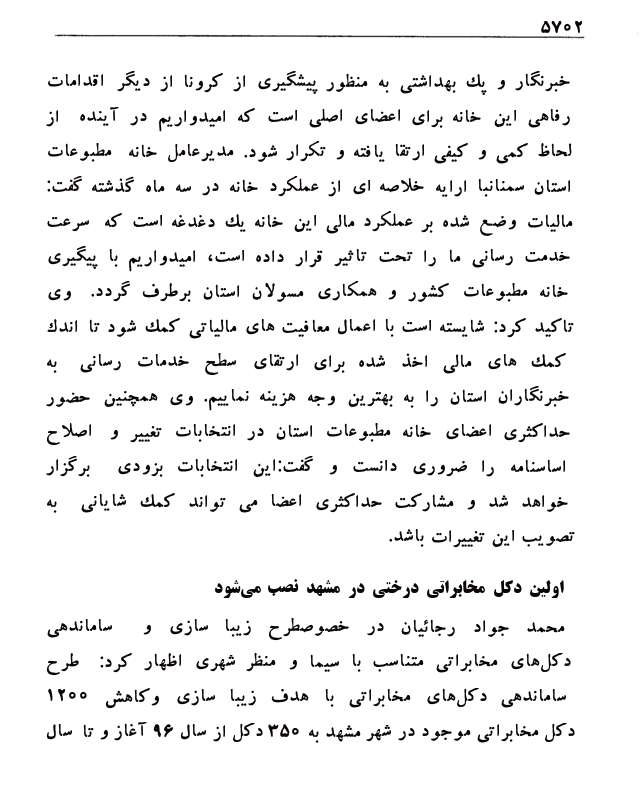 ۵۷۰۲
خبرنگار و پك بهداشتی به منظور پیشگیری از کرونا از دیگر اقدامات
رفاهی این خانه برای اعضای اصلی است که امیدواریم در آینده از
لحاظ کمی و کیفی ارتقا یافته و تکرار شود. مدیرعامل خانه مطبوعات
استان سمنانبا ارایه خلاصه ای از عملکرد خانه در سه ماه گذشته گفت:
مالیات وضع شده بر عملکرد مالی این خانه یك دغدغه است که سرعت
خدمت رسانی ما را تحت تاثیر قرار داده است، امیدواریم با پیگیری
خانه مطبوعات کشور و همکاری مسولان استان برطرف گردد. وی
تاکید کرد: شایسته است با اعمال معافیت های مالیاتی کمك شود تا اندك
کمك های مالی اخذ شده برای ارتقای سطح خدمات رسانی به
خبرنگاران استان را به بهترین وجه هزینه نماییم. وی همچنین حضور
حداکثری اعضای خانه مطبوعات استان در انتخابات تغییر و اصلاح
اساسنامه را ضروری دانست و گفت:این انتخابات بزودی برگزار
خواهد شد و مشارکت حداکثری اعضا می تواند کمك شایانی به
تصویب این تغییرات باشد.
اولین دکل مخابراتی درختی در مشهد نصب می‌شود
محمد جواد رجائیان در خصوصطرح زیبا سازی و ساماندهی
دکل‌های مخابراتی متناسب با سیما و منظر شهری اظهار کرد: طرح
ساماندهی دکل‌های مخابراتی با هدف زیبا سازی وکاهش ۱۲۰۰
دکل مخابراتی موجود در شهر مشهد به ۳۵۰ دکل از سال ۹۶ آغاز و تا سال